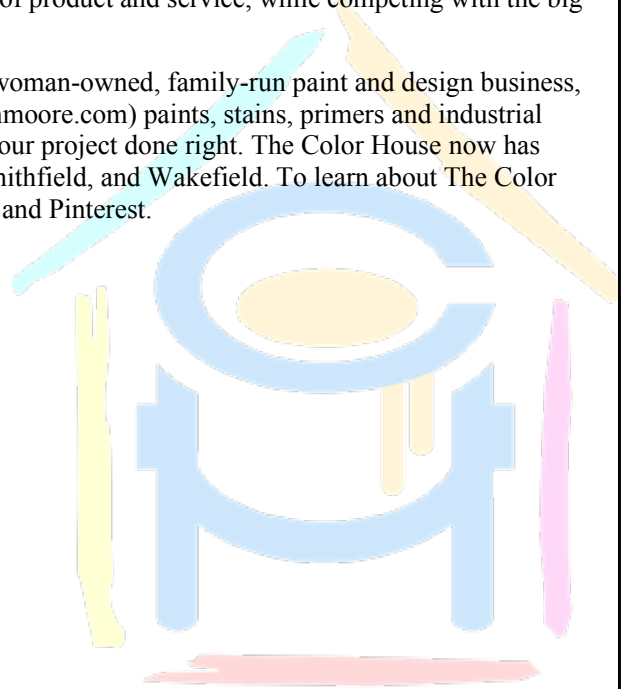 of product and service, while competing with the big
woman-owned, family-run paint and design business,
nmoore.com) paints, stains, primers and industrial
our project done right. The Color House now has
nithfield, and Wakefield. To learn about The Color
and Pinterest.